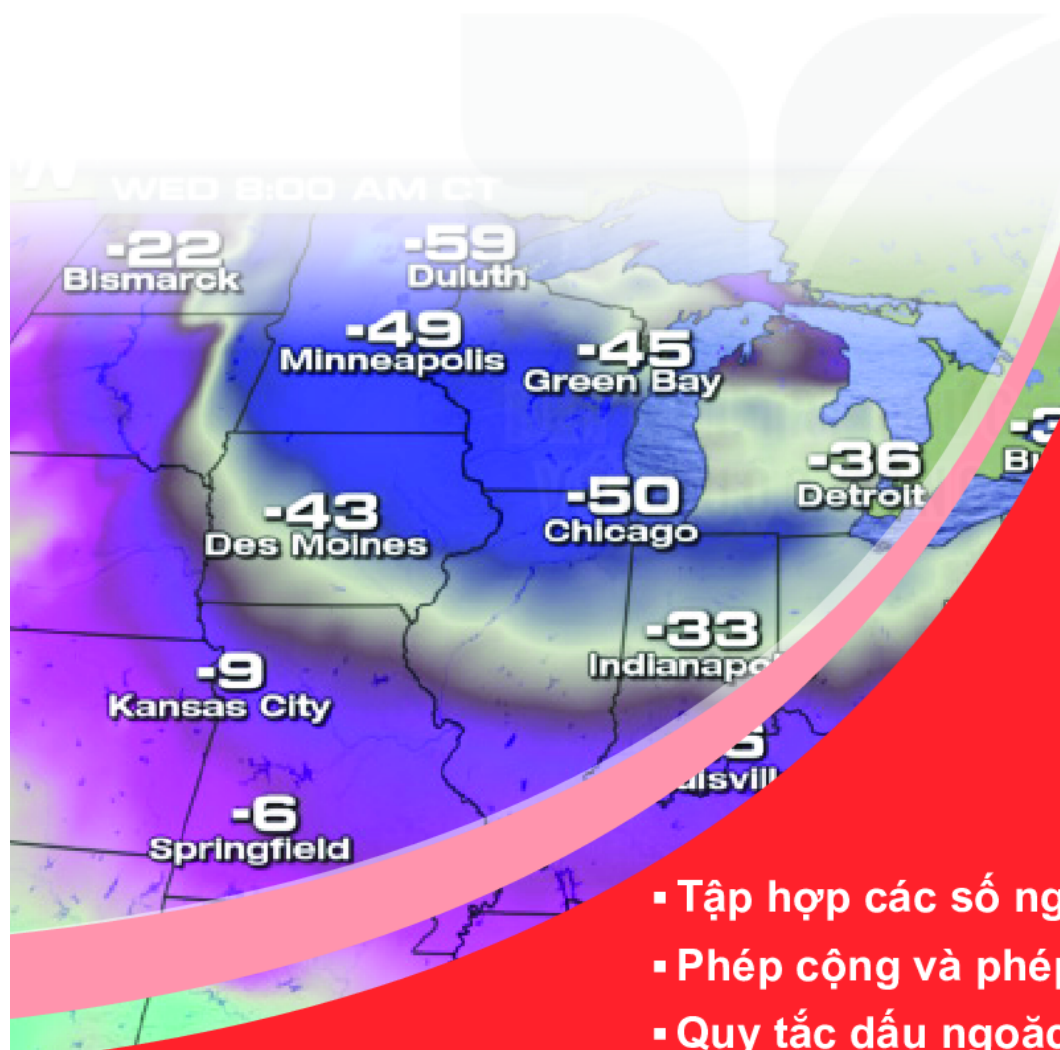 WED 8:00 AM CT
-22
Bismarck
-59
Duluth
-49
Minneapolis
-45
Green Bay
-36
Detroit
-43
Des Moines
-50
Chicago
-33
-9
Kansas City
-6
Springfield
▪ Tập hợp các số
▪ Phép cộng và
▪ Quy tắc dấu